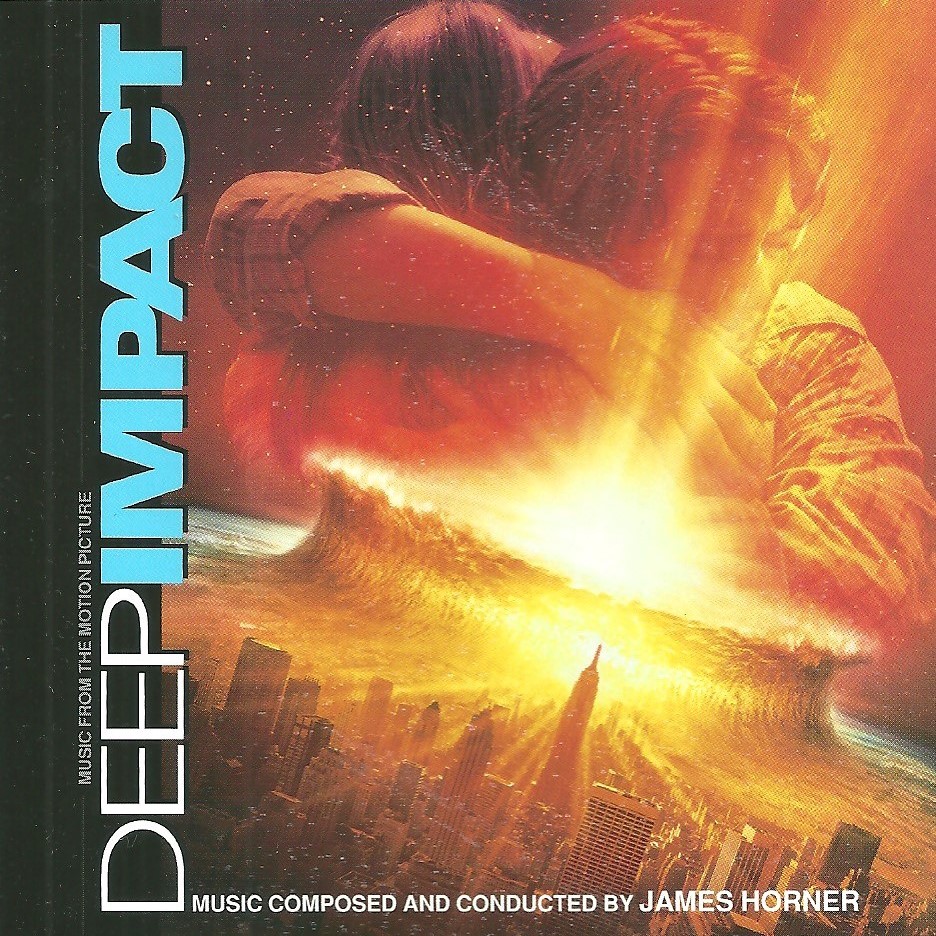 MUSIC FROM THE MOTION PICTURE
DEEP IMPACT
MUSIC COMPOSED AND CONDUCTED BY JAMES HORNER